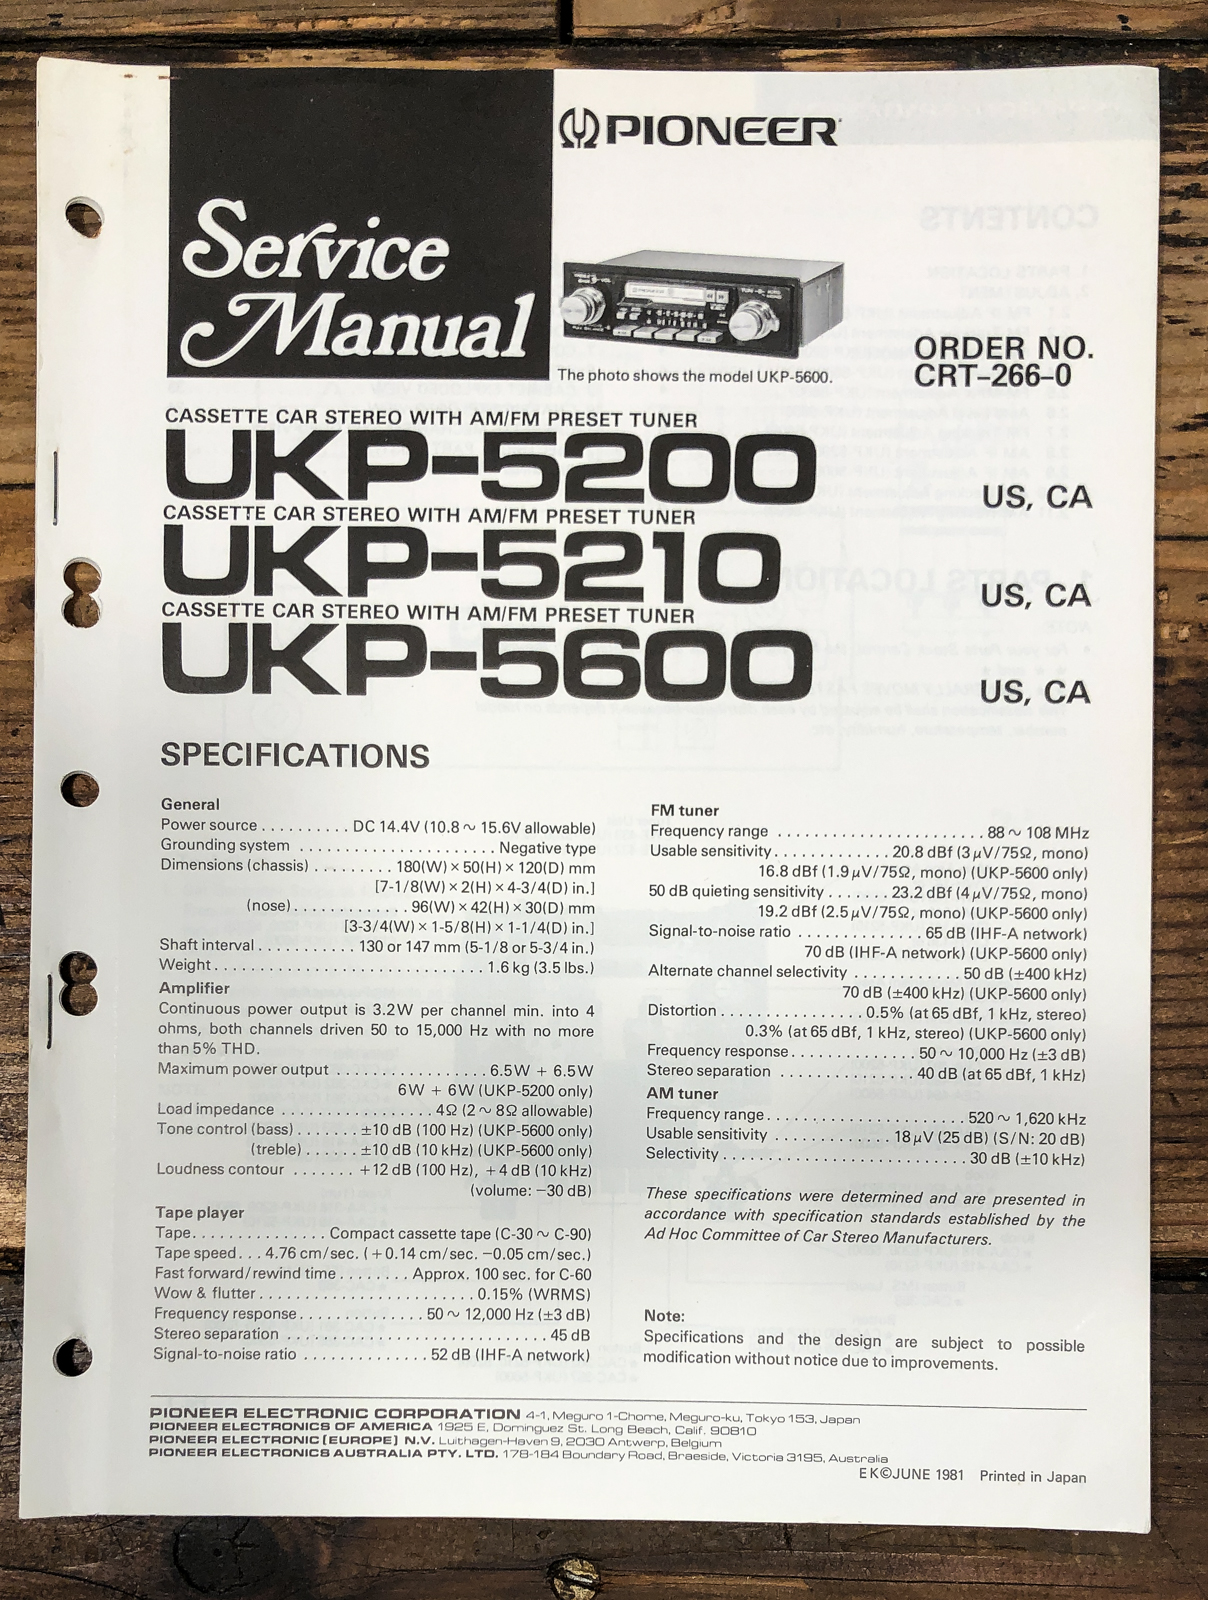 Service
Manual
PIONEER
The photo shows the model UKP-5600.
ORDER NO.
CRT-266-0
CASSETTE CAR STEREO WITH AM/FM PRESET TUNER
UKP-5200 US, CA
CASSETTE CAR STEREO WITH AM/FM PRESET TUNER
UKP-5210 US, CA
CASSETTE CAR STEREO WITH AM/FM PRESET TUNER
UKP-5600 US, CA
SPECIFICATIONS
General
Power source . . . . . . . . . . DC 14.4V (10.8 ~ 15.6V allowable)
Grounding system . . . . . . . . . . . . . . . . . . . . . . Negative type
Dimensions (chassis) . . . . . . . . . 180(W) × 50(H) × 120(D) mm
[7-1/8(W) × 2(H) × 4-3/4(D) in.]
(nose). . . . . . . . . . . . . 96(W) × 42(H) × 30(D) mm
[3-3/4(W) × 1-5/8(H) × 1-1/4(D) in.]
Shaft interval . . . . . . . . . . . 130 or 147 mm (5-1/8 or 5-3/4 in.)
Weight. . . . . . . . . . . . . . . . . . . . . . . . . . . . . . 1.6 kg (3.5 lbs.)
Amplifier
Continuous power output is 3.2W per channel min. into 4
ohms, both channels driven 50 to 15,000 Hz with no more
than 5% THD.
Maximum power output . . . . . . . . . . . . . . . . . 6.5W + 6.5W
6W + 6W (UKP-5200 only)
Load impedance . . . . . . . . . . . . . . . . . 4Ω (2 ~ 8Ω allowable)
Tone control (bass). . . . . . . ±10 dB (100 Hz) (UKP-5600 only)
(treble) . . . . . . ±10 dB (10 kHz) (UKP-5600 only)
Loudness contour . . . . . . . +12 dB (100 Hz), +4 dB (10 kHz)
(volume: −30 dB)
Tape player
Tape. . . . . . . . . . . . . . . Compact cassette tape (C-30 ~ C-90)
Tape speed. . . 4.76 cm/sec. (+0.14 cm/sec. −0.05 cm/sec.)
Fast forward/rewind time . . . . . . . . Approx. 100 sec. for C-60
Wow & flutter. . . . . . . . . . . . . . . . . . . . . . . . 0.15% (WRMS)
Frequency response. . . . . . . . . . . . . . 50 ~ 12,000 Hz (±3 dB)
Stereo separation . . . . . . . . . . . . . . . . . . . . . . . . . . . . . 45 dB
Signal-to-noise ratio . . . . . . . . . . . . . . 52 dB (IHF-A network)
FM tuner
Frequency range . . . . . . . . . . . . . . . . . . . . . . . 88 ~ 108 MHz
Usable sensitivity. . . . . . . . . . . . . 20.8 dBf (3 μV/75Ω, mono)
16.8 dBf (1.9 μV/75Ω, mono) (UKP-5600 only)
50 dB quieting sensitivity . . . . . . . 23.2 dBf (4 μV/75Ω, mono)
19.2 dBf (2.5 μV/75Ω, mono) (UKP-5600 only)
Signal-to-noise ratio . . . . . . . . . . . . . . 65 dB (IHF-A network)
70 dB (IHF-A network) (UKP-5600 only)
Alternate channel selectivity . . . . . . . . . . . . 50 dB (±400 kHz)
70 dB (±400 kHz) (UKP-5600 only)
Distortion . . . . . . . . . . . . . . . . 0.5% (at 65 dBf, 1 kHz, stereo)
0.3% (at 65 dBf, 1 kHz, stereo) (UKP-5600 only)
Frequency response. . . . . . . . . . . . . . 50 ~ 10,000 Hz (±3 dB)
Stereo separation . . . . . . . . . . . . . . . 40 dB (at 65 dBf, 1 kHz)
AM tuner
Frequency range. . . . . . . . . . . . . . . . . . . . . . 520 ~ 1,620 kHz
Usable sensitivity . . . . . . . . . . . . . 18 μV (25 dB) (S/N: 20 dB)
Selectivity . . . . . . . . . . . . . . . . . . . . . . . . . . . 30 dB (±10 kHz)
These specifications were determined and are presented in
accordance with specification standards established by the
Ad Hoc Committee of Car Stereo Manufacturers.
Note:
Specifications and the design are subject to possible
modification without notice due to improvements.
PIONEER ELECTRONIC CORPORATION 4-1, Meguro 1-Chome, Meguro-ku, Tokyo 153, Japan
PIONEER ELECTRONICS OF AMERICA 1925 E, Dominguez St. Long Beach, Calif. 90810
PIONEER ELECTRONIC [EUROPE] N.V. Luithagen-Haven 9, 2030 Antwerp, Belgium
PIONEER ELECTRONICS AUSTRALIA PTY. LTD. 178-184 Boundary Road, Braeside, Victoria 3195, Australia
EK©JUNE 1981 Printed in Japan